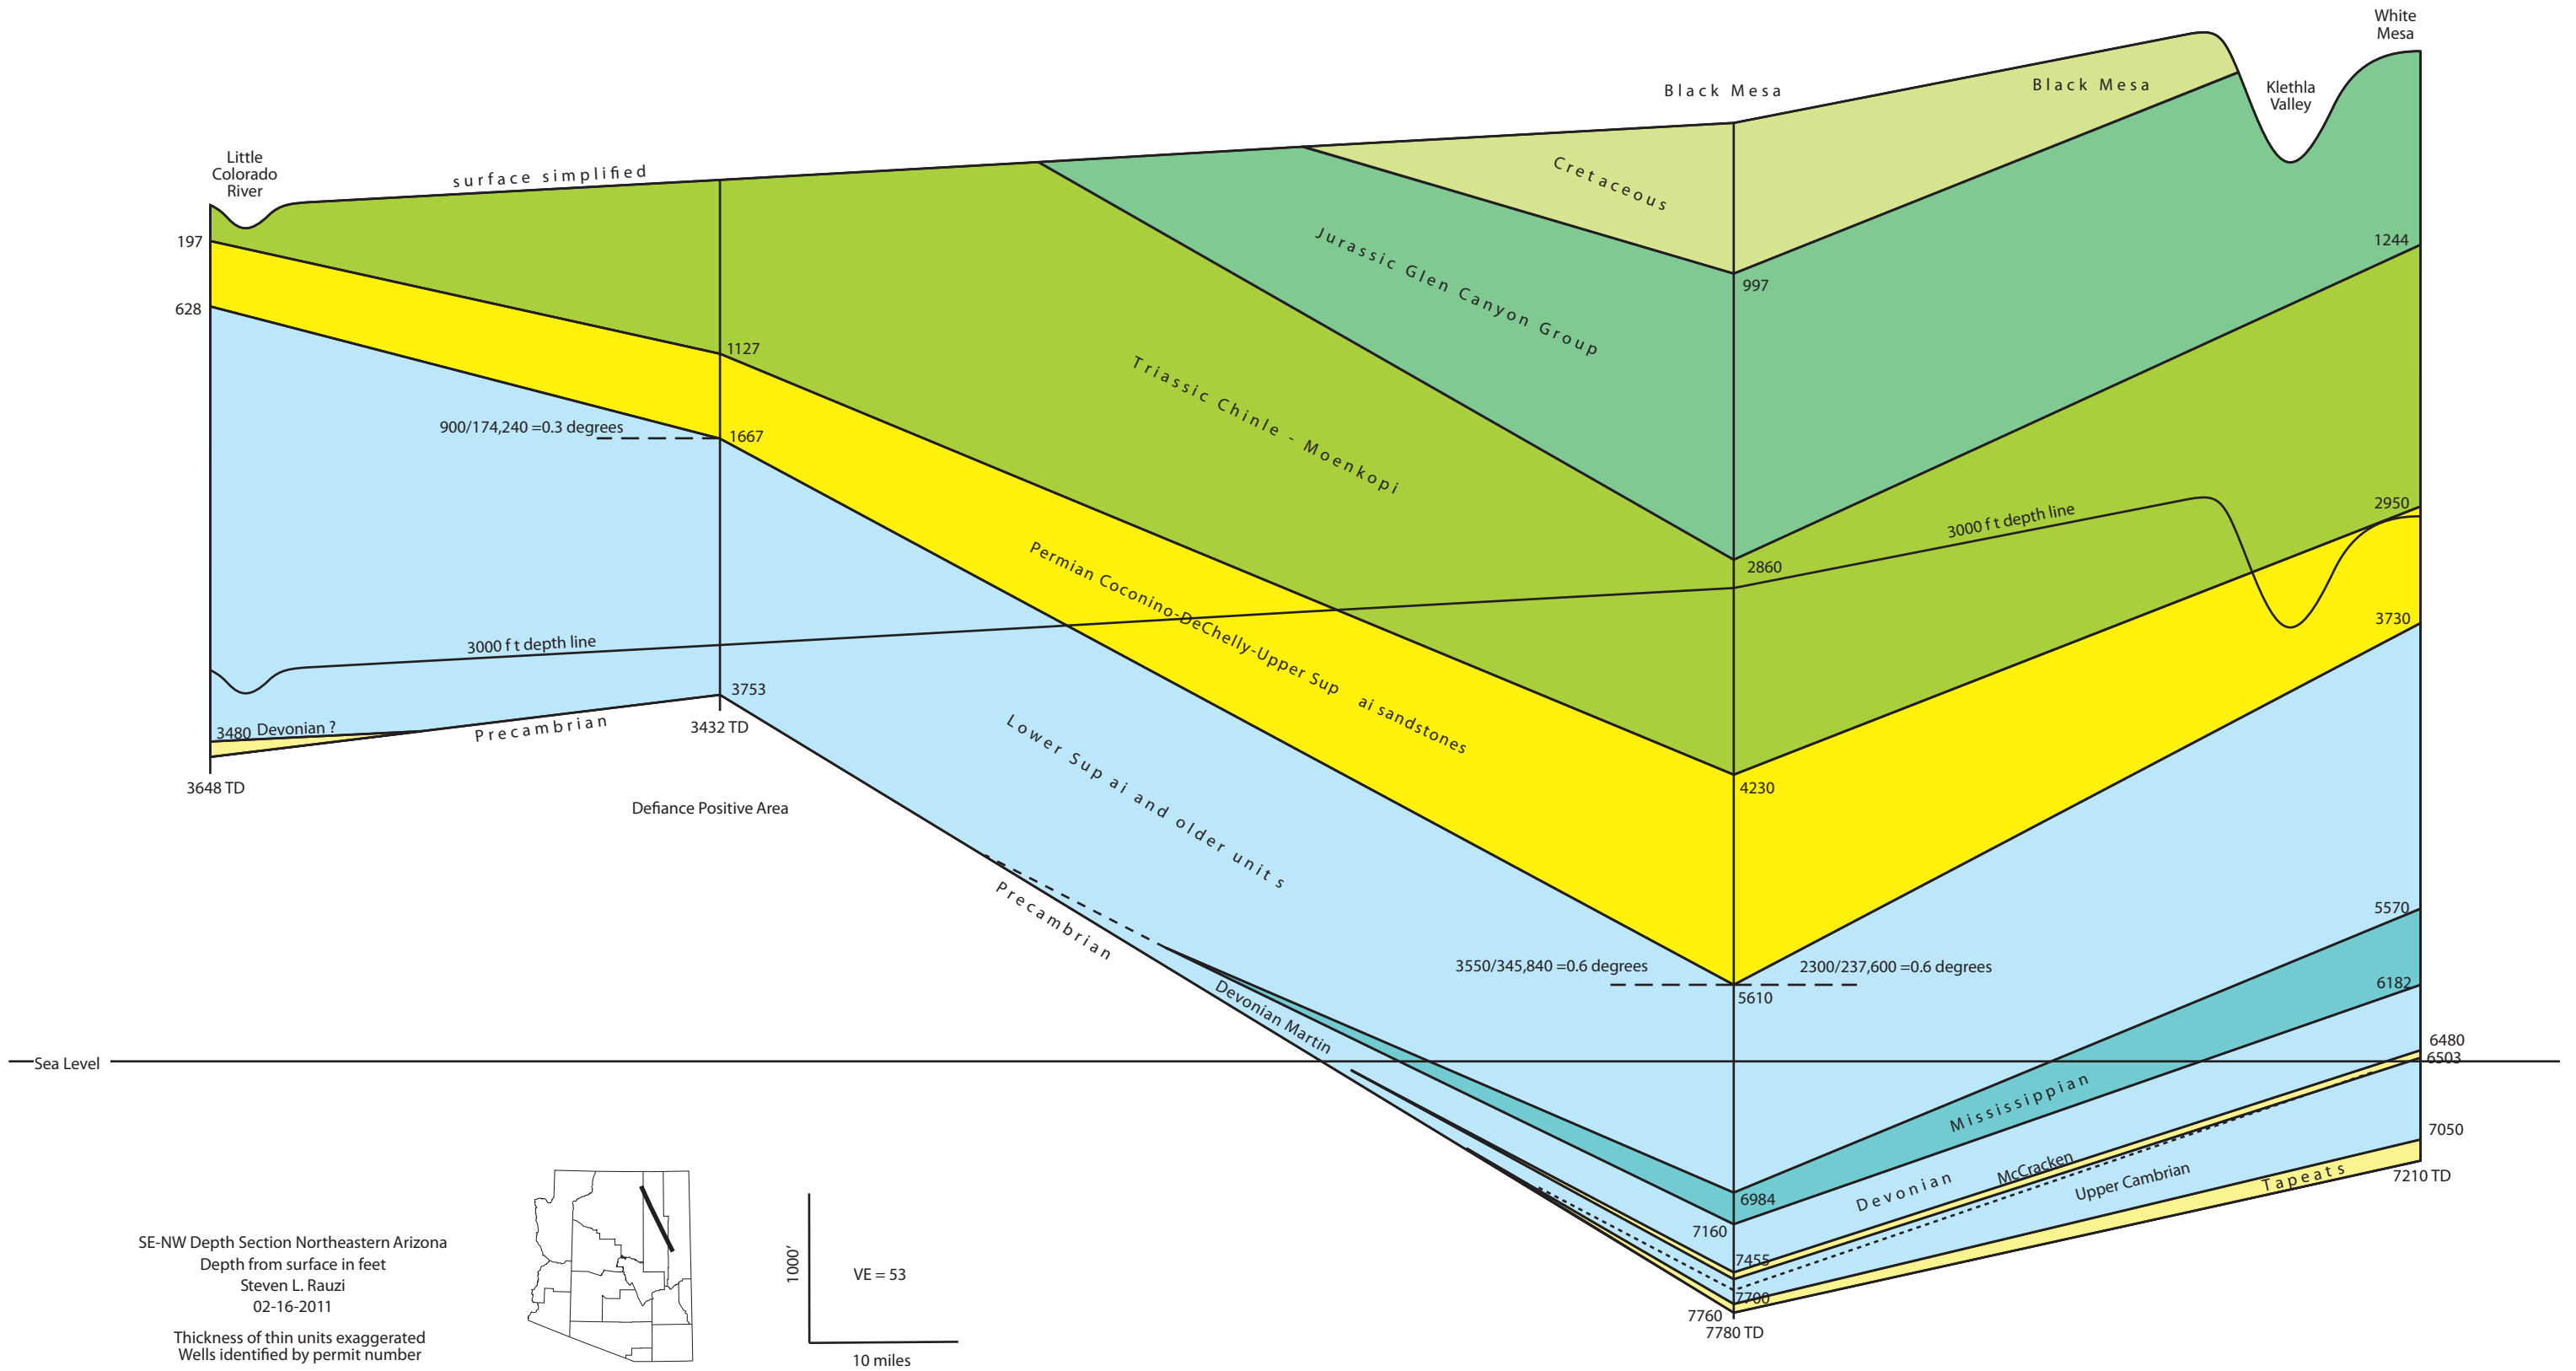 White
Mesa
Black Mesa
Black Mesa
Klethla
Valley
Little
Colorado
River
surface simplified
Cretaceous
197
Jurassic Glen Canyon Group
1244
997
628
1127
Triassic Chinle - Moenkopi
900/174,240 =0.3 degrees
1667
2950
3000 ft depth line
Permian Coconino-DeChelly-Upper Sup ai sandstones
2860
3730
3000 ft depth line
3753
3480 Devonian ?
Precambrian
3432 TD
3648 TD
Lower Sup ai and older unit s
4230
Defiance Positive Area
Precambrian
5570
3550/345,840 =0.6 degrees
2300/237,600 =0.6 degrees
5610
6182
Devonian Martin
6480
6503
Sea Level
Mississippian
7050
McCracken
Devonian
Upper Cambrian
Tapeats
7210 TD
6984
7160
7455
7700
7760
7780 TD
SE-NW Depth Section Northeastern Arizona
Depth from surface in feet
Steven L. Rauzi
02-16-2011
Thickness of thin units exaggerated
Wells identified by permit number
1000'
VE = 53
10 miles